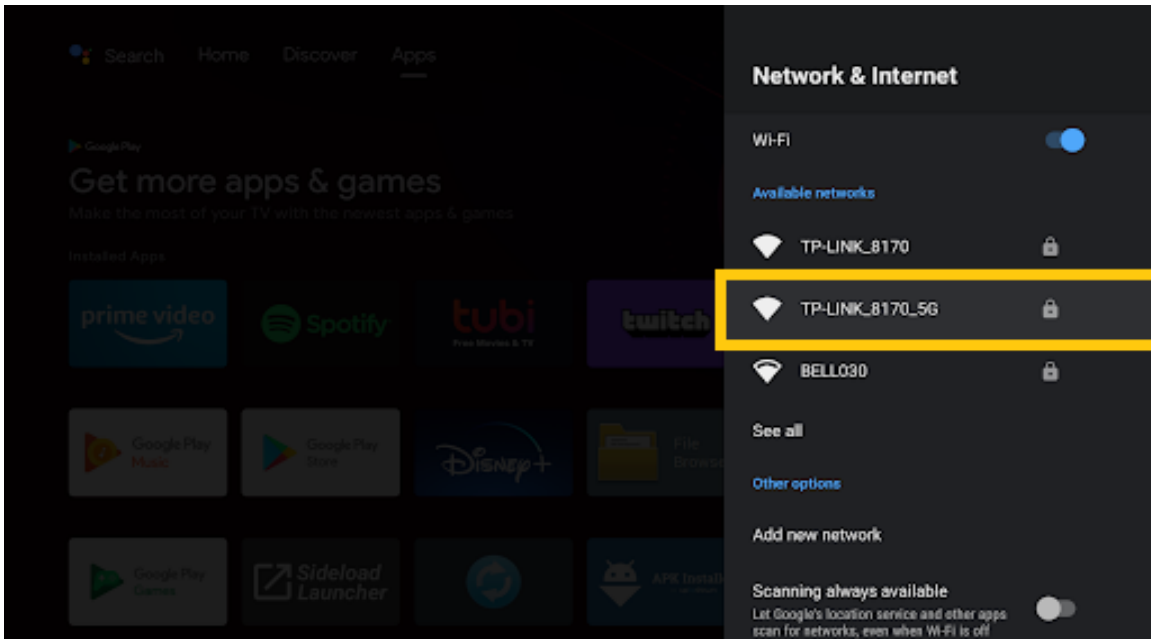 Search Home Discover Apps
Google Play
Get more apps & games
Make the most of your TV with the newest apps & games
Installed Apps
prime video
Spotify
tubi
Free Movies & TV
twitch
Google Play
Music
Google Play
Store
Disney+
File
Browse
Google Play
Games
Sideload
Launcher
APK Install
Network & Internet
Wi-Fi
Available networks
TP-LINK_8170
TP-LINK_8170_5G
BELL030
See all
Other options
Add new network
Scanning always available
Let Google's location service and other apps
scan for networks, even when Wi-Fi is off